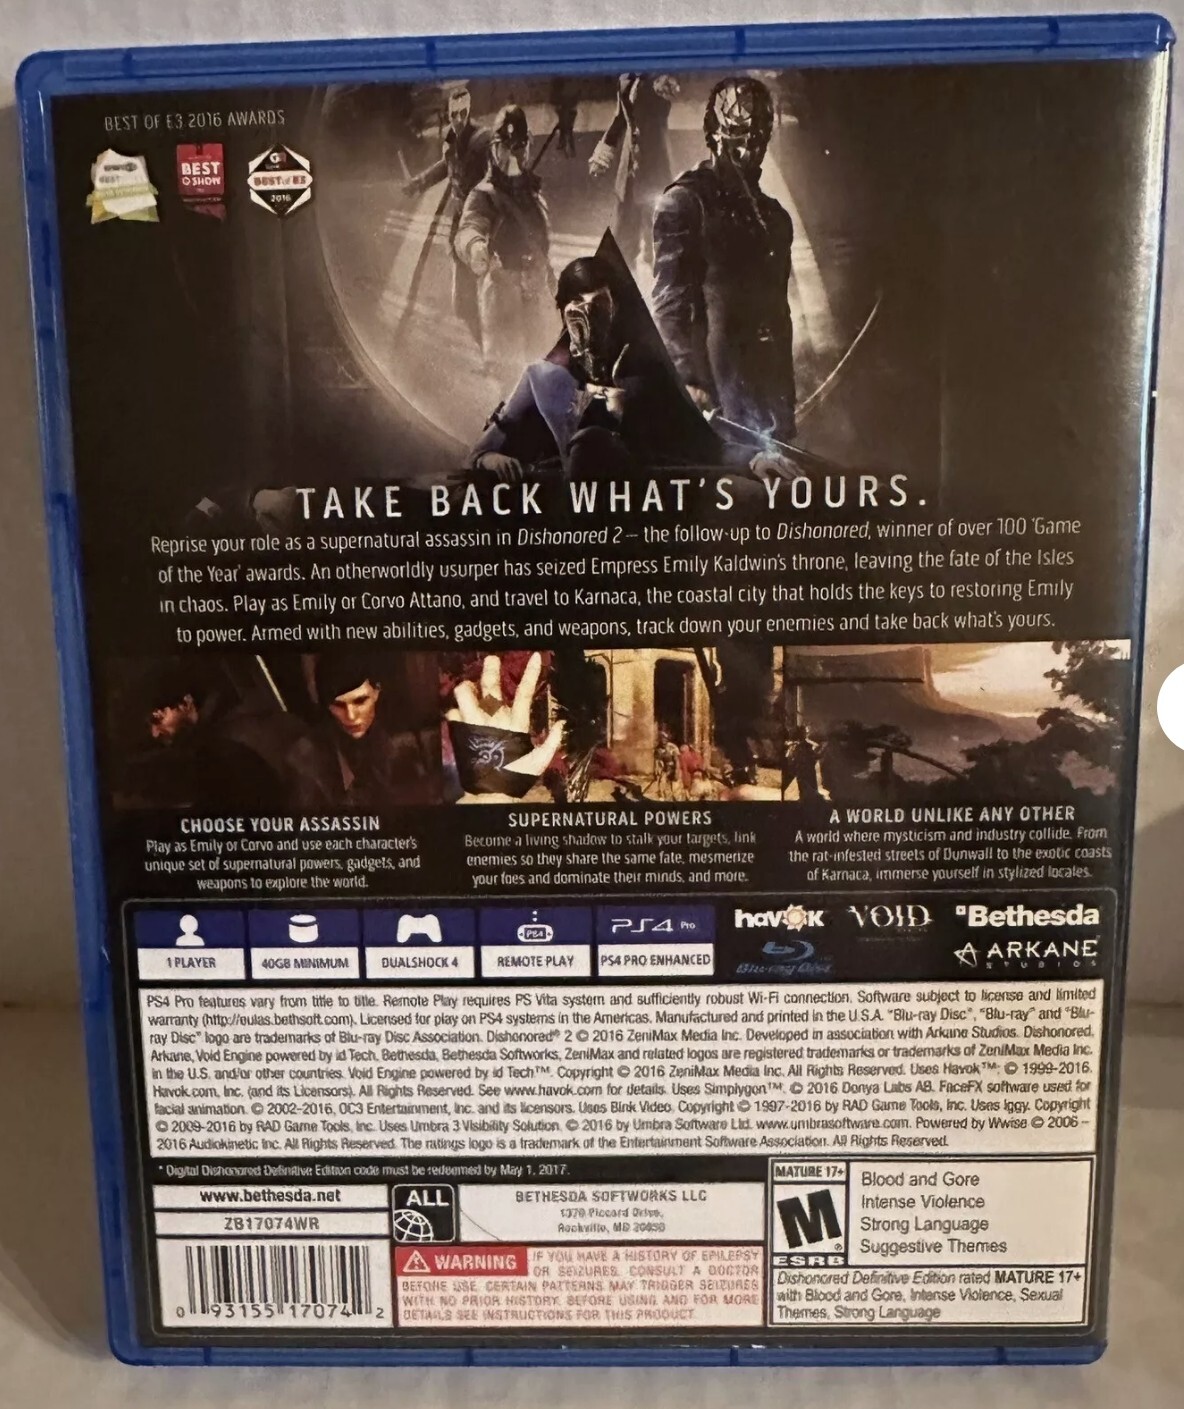 BEST OF E3 2016 AWARDS
BEST
BEST
SHOW
GR
BEST of E3
2016
TAKE BACK WHAT'S YOURS.
Reprise your role as a supernatural assassin in Dishonored 2 – the follow-up to Dishonored, winner of over 100 'Game
of the Year' awards. An otherworldly usurper has seized Empress Emily Kaldwin's throne, leaving the fate of the Isles
in chaos. Play as Emily or Corvo Attano, and travel to Karnaca, the coastal city that holds the keys to restoring Emily
to power. Armed with new abilities, gadgets, and weapons, track down your enemies and take back what's yours.
CHOOSE YOUR ASSASSIN
Play as Emily or Corvo and use each character's
unique set of supernatural powers, gadgets, and
weapons to explore the world.
SUPERNATURAL POWERS
Become a living shadow to stalk your targets, link
enemies so they share the same fate, mesmerize
your foes and dominate their minds, and more.
A WORLD UNLIKE ANY OTHER
A world where mysticism and industry collide. From
the rat-infested streets of Dunwall to the exotic coasts
of Karnaca, immerse yourself in stylized locales.
1 PLAYER
40GB MINIMUM
DUALSHOCK 4
PS4
REMOTE PLAY
PS4 Pro
PS4 PRO ENHANCED
havok
VOID
Bethesda
Blu-ray Disc
ARKANE
STUDIOS
PS4 Pro features vary from title to title. Remote Play requires PS Vita system and sufficiently robust Wi-Fi connection. Software subject to license and limited
warranty (http://eulas.bethsoft.com). Licensed for play on PS4 systems in the Americas. Manufactured and printed in the U.S.A. "Blu-ray Disc", "Blu-ray" and "Blu-
ray Disc" logo are trademarks of Blu-ray Disc Association. Dishonored® 2 © 2016 ZeniMax Media Inc. Developed in association with Arkane Studios. Dishonored,
Arkane, Void Engine powered by id Tech, Bethesda, Bethesda Softworks, ZeniMax and related logos are registered trademarks or trademarks of ZeniMax Media Inc.
in the U.S. and/or other countries. Void Engine powered by id Tech™. Copyright © 2016 ZeniMax Media Inc. All Rights Reserved. Uses Havok™; © 1999-2016.
Havok.com, Inc. (and its Licensors). All Rights Reserved. See www.havok.com for details. Uses Simplygon™, © 2016 Donya Labs AB. FaceFX software used for
facial animation. © 2002-2016, OC3 Entertainment, Inc. and its licensors. Uses Bink Video. Copyright © 1997-2016 by RAD Game Tools, Inc. Uses Iggy. Copyright
© 2009-2016 by RAD Game Tools, Inc. Uses Umbra 3 Visibility Solution. © 2016 by Umbra Software Ltd. www.umbrasoftware.com. Powered by Wwise © 2006 –
2016 Audiokinetic Inc. All Rights Reserved. The ratings logo is a trademark of the Entertainment Software Association. All Rights Reserved.
* Digital Dishonored Definitive Edition code must be redeemed by May 1, 2017.
www.bethesda.net
ZB17074WR
0 93155 17074 2
ALL
BETHESDA SOFTWORKS LLC
1370 Piccard Drive,
Rockville, MD 20850
WARNING IF YOU HAVE A HISTORY OF EPILEPSY
OR SEIZURES, CONSULT A DOCTOR
BEFORE USE. CERTAIN PATTERNS MAY TRIGGER SEIZURES
WITH NO PRIOR HISTORY. BEFORE USING AND FOR MORE
DETAILS SEE INSTRUCTIONS FOR THIS PRODUCT.
MATURE 17+
M
®
ESRB
Blood and Gore
Intense Violence
Strong Language
Suggestive Themes
Dishonored Definitive Edition rated MATURE 17+
with Blood and Gore, Intense Violence, Sexual
Themes, Strong Language